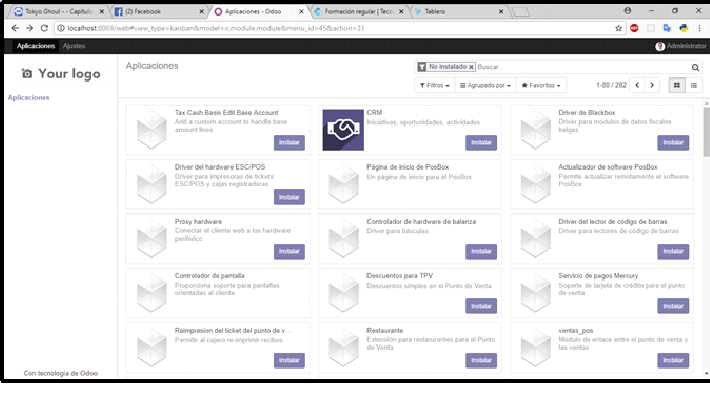 Tokyo Ghoul - - Capítulo
(2) Facebook
Aplicaciones - Odoo
Formación regular | Tecs
Tablero
localhost:8069/web#view_type=kanban&model=ir.module.module&menu_id=45&action=31
Aplicaciones Ajustes Administrador
Your logo
Aplicaciones
Con tecnología de Odoo
Aplicaciones
No instalado x Buscar...
Filtros Agrupado por Favoritos 1-80 / 282
Tax Cash Basis Edit Base Account
Add a custom account to handle base
amount lines
Instalar
CRM
Iniciativas, oportunidades, actividades
Instalar
Driver de Blackbox
Driver para módulos de datos fiscales
belgas
Instalar
Driver del hardware ESC/POS
Driver para impresoras de tickets
ESC/POS y cajas registradoras
Instalar
Página de inicio de PosBox
Un página de inicio para el PosBox
Instalar
Actualizador de software PosBox
Permite actualizar remotamente el software
PosBox
Instalar
Proxy hardware
Conectar el cliente web a los hardware
periférico
Instalar
Controlador de hardware de balanza
Driver para básculas
Instalar
Driver del lector de código de barras
Driver para lectores de código de barras
Instalar
Controlador de pantalla
Proporciona soporte para pantallas
orientadas al cliente
Instalar
Descuentos para TPV
Descuentos simples en el Punto de Venta
Instalar
Servicio de pagos Mercury
Soporte de tarjeta de crédito para el punto
de venta
Instalar
Reimpresion del ticket del punto de v...
Permitir al cajero re-imprimir recibos
Instalar
Restaurante
Extensión para restaurantes para el Punto
de Venta
Instalar
ventas_pos
Módulo de enlace entre el punto de venta y
las ventas
Instalar